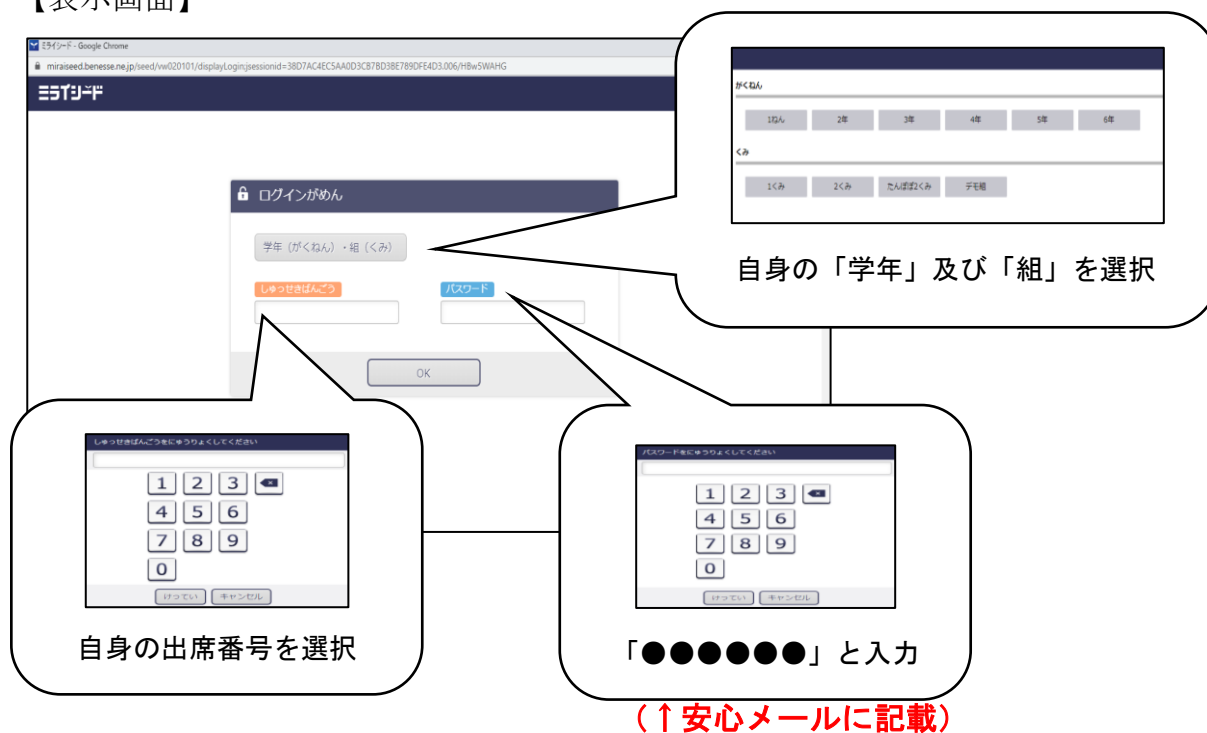 【表示画面】
ミライシード - Google Chrome
miraiseed.benesse.ne.jp/seed/vw020101/displayLogin;jsessionid=38D7AC4EC5AA0D3CB7BD3BE789DFE4D3.006/HBw5WAHG
ミライシード
ログインがめん
学年（がくねん）・組（くみ）
しゅっせきばんごう パスワード
OK
がくねん
1ねん 2年 3年 4年 5年 6年
くみ
1くみ 2くみ たんぽぽ2くみ デモ組
自身の「学年」及び「組」を選択
しゅっせきばんごうをにゅうりょくしてください
1 2 3
4 5 6
7 8 9
0
けってい キャンセル
自身の出席番号を選択
パスワードをにゅうりょくしてください
1 2 3
4 5 6
7 8 9
0
けってい キャンセル
「●●●●●●」と入力
（↑安心メールに記載）